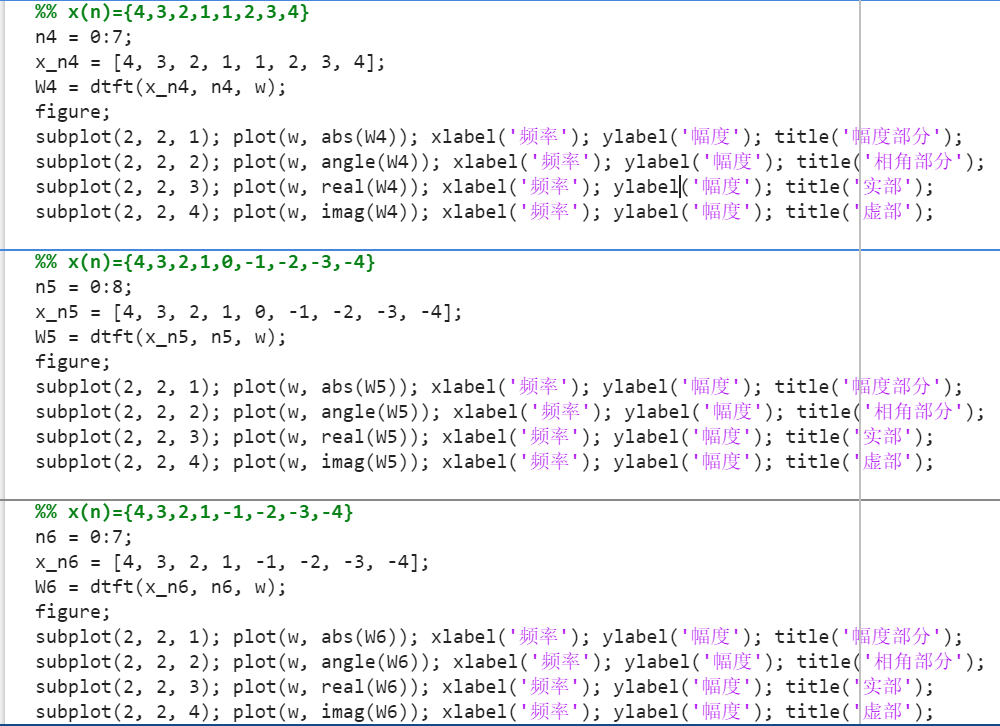 %% x(n)={4,3,2,1,1,2,3,4}
n4 = 0:7;
x_n4 = [4, 3, 2, 1, 1, 2, 3, 4];
W4 = dtft(x_n4, n4, w);
figure;
subplot(2, 2, 1); plot(w, abs(W4)); xlabel('频率'); ylabel('幅度'); title('幅度部分');
subplot(2, 2, 2); plot(w, angle(W4)); xlabel('频率'); ylabel('幅度'); title('相角部分');
subplot(2, 2, 3); plot(w, real(W4)); xlabel('频率'); ylabel('幅度'); title('实部');
subplot(2, 2, 4); plot(w, imag(W4)); xlabel('频率'); ylabel('幅度'); title('虚部');
%% x(n)={4,3,2,1,0,-1,-2,-3,-4}
n5 = 0:8;
x_n5 = [4, 3, 2, 1, 0, -1, -2, -3, -4];
W5 = dtft(x_n5, n5, w);
figure;
subplot(2, 2, 1); plot(w, abs(W5)); xlabel('频率'); ylabel('幅度'); title('幅度部分');
subplot(2, 2, 2); plot(w, angle(W5)); xlabel('频率'); ylabel('幅度'); title('相角部分');
subplot(2, 2, 3); plot(w, real(W5)); xlabel('频率'); ylabel('幅度'); title('实部');
subplot(2, 2, 4); plot(w, imag(W5)); xlabel('频率'); ylabel('幅度'); title('虚部');
%% x(n)={4,3,2,1,-1,-2,-3,-4}
n6 = 0:7;
x_n6 = [4, 3, 2, 1, -1, -2, -3, -4];
W6 = dtft(x_n6, n6, w);
figure;
subplot(2, 2, 1); plot(w, abs(W6)); xlabel('频率'); ylabel('幅度'); title('幅度部分');
subplot(2, 2, 2); plot(w, angle(W6)); xlabel('频率'); ylabel('幅度'); title('相角部分');
subplot(2, 2, 3); plot(w, real(W6)); xlabel('频率'); ylabel('幅度'); title('实部');
subplot(2, 2, 4); plot(w, imag(W6)); xlabel('频率'); ylabel('幅度'); title('虚部');